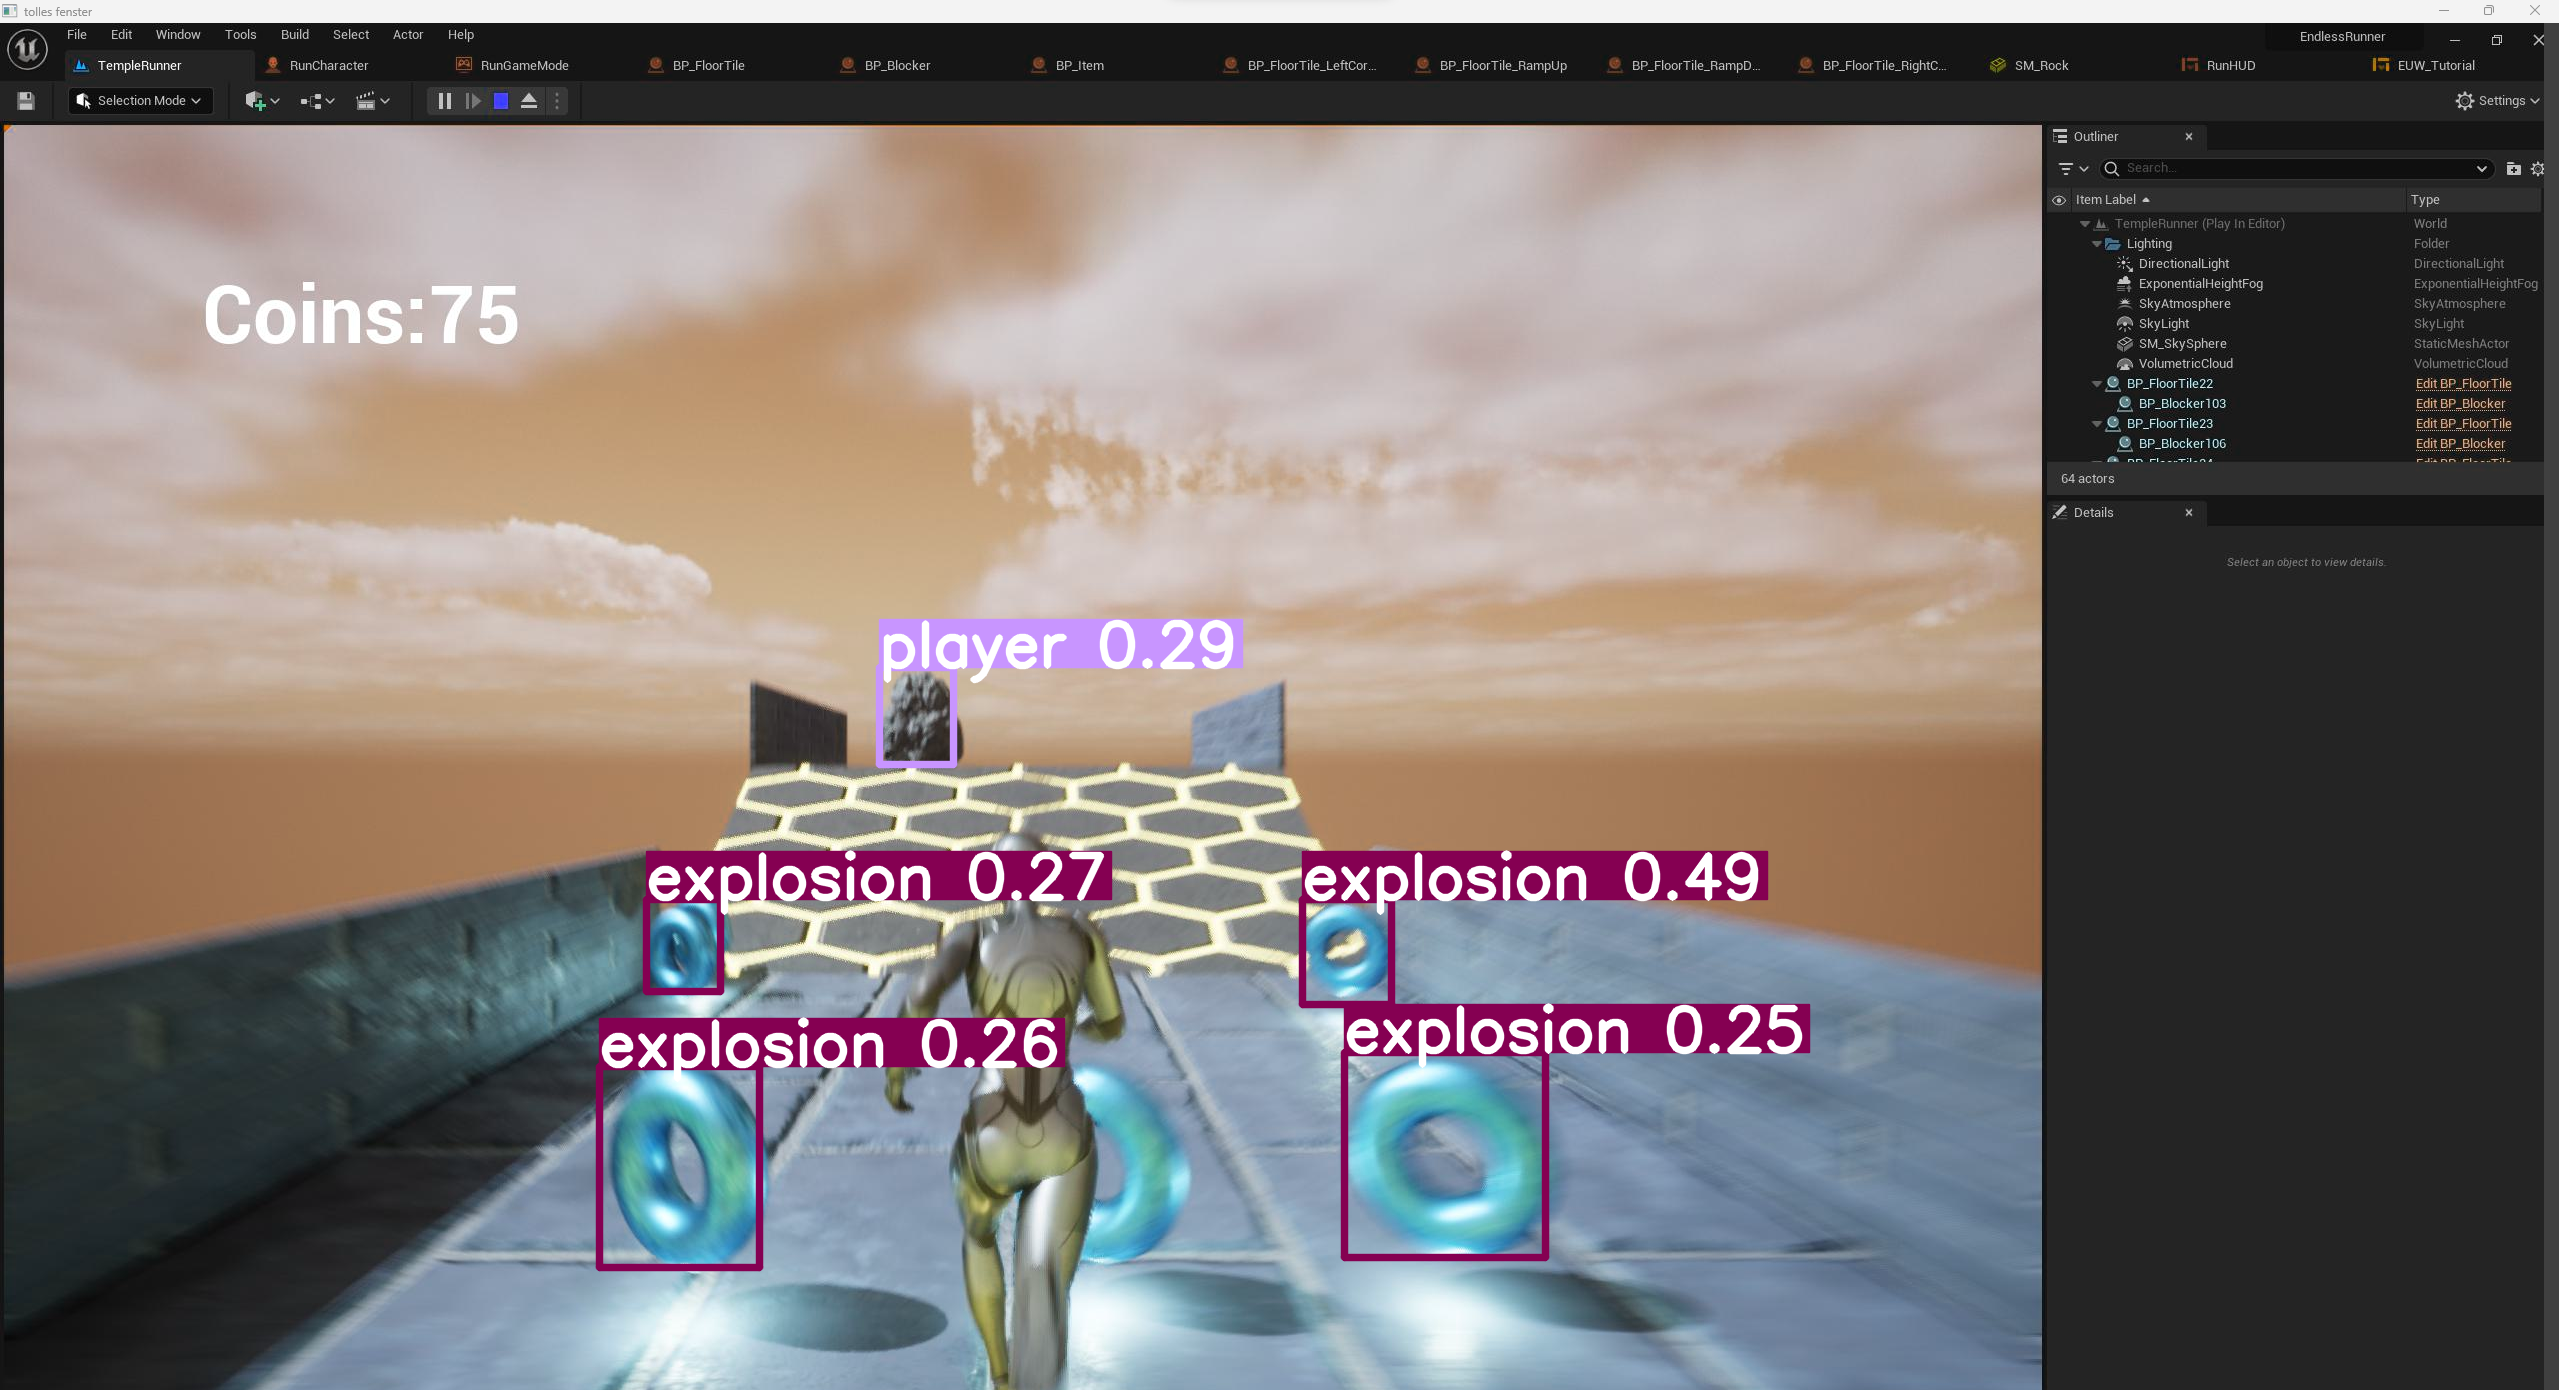 tolles fenster
File Edit Window Tools Build Select Actor Help
EndlessRunner
TempleRunner RunCharacter RunGameMode BP_FloorTile BP_Blocker BP_Item BP_FloorTile_LeftCor... BP_FloorTile_RampUp BP_FloorTile_RampD... BP_FloorTile_RightC... SM_Rock RunHUD EUW_Tutorial
Selection Mode
Settings
Outliner
Search...
Item Label Type
TempleRunner (Play In Editor) World
Lighting Folder
DirectionalLight DirectionalLight
ExponentialHeightFog ExponentialHeightFog
SkyAtmosphere SkyAtmosphere
SkyLight SkyLight
SM_SkySphere StaticMeshActor
VolumetricCloud VolumetricCloud
BP_FloorTile22 Edit BP_FloorTile
BP_Blocker103 Edit BP_Blocker
BP_FloorTile23 Edit BP_FloorTile
BP_Blocker106 Edit BP_Blocker
64 actors
Details
Select an object to view details.
Coins:75
player 0.29
explosion 0.27
explosion 0.49
explosion 0.26
explosion 0.25